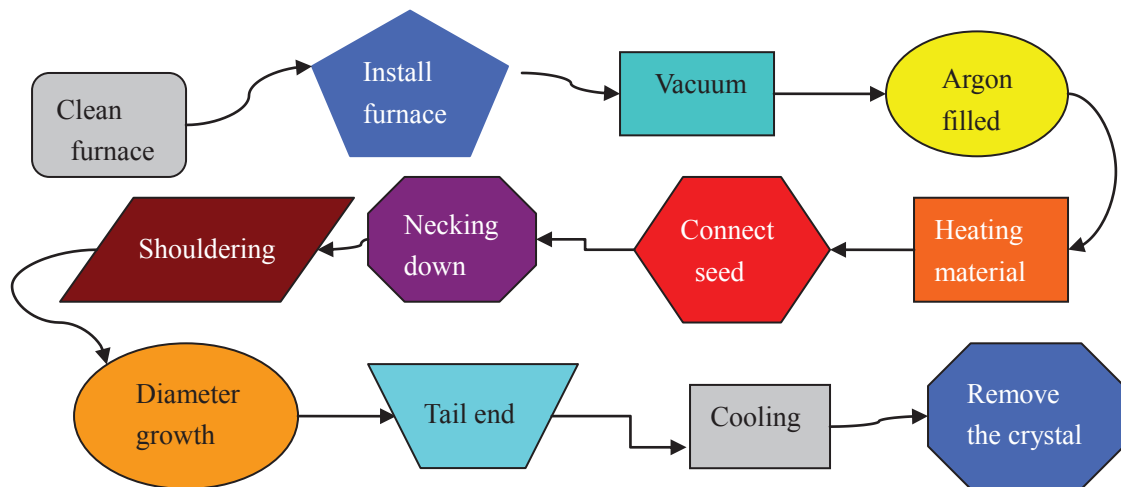 Clean
furnace
Install
furnace
Vacuum
Argon
filled
Heating
material
Connect
seed
Necking
down
Shouldering
Diameter
growth
Tail end
Cooling
Remove
the crystal